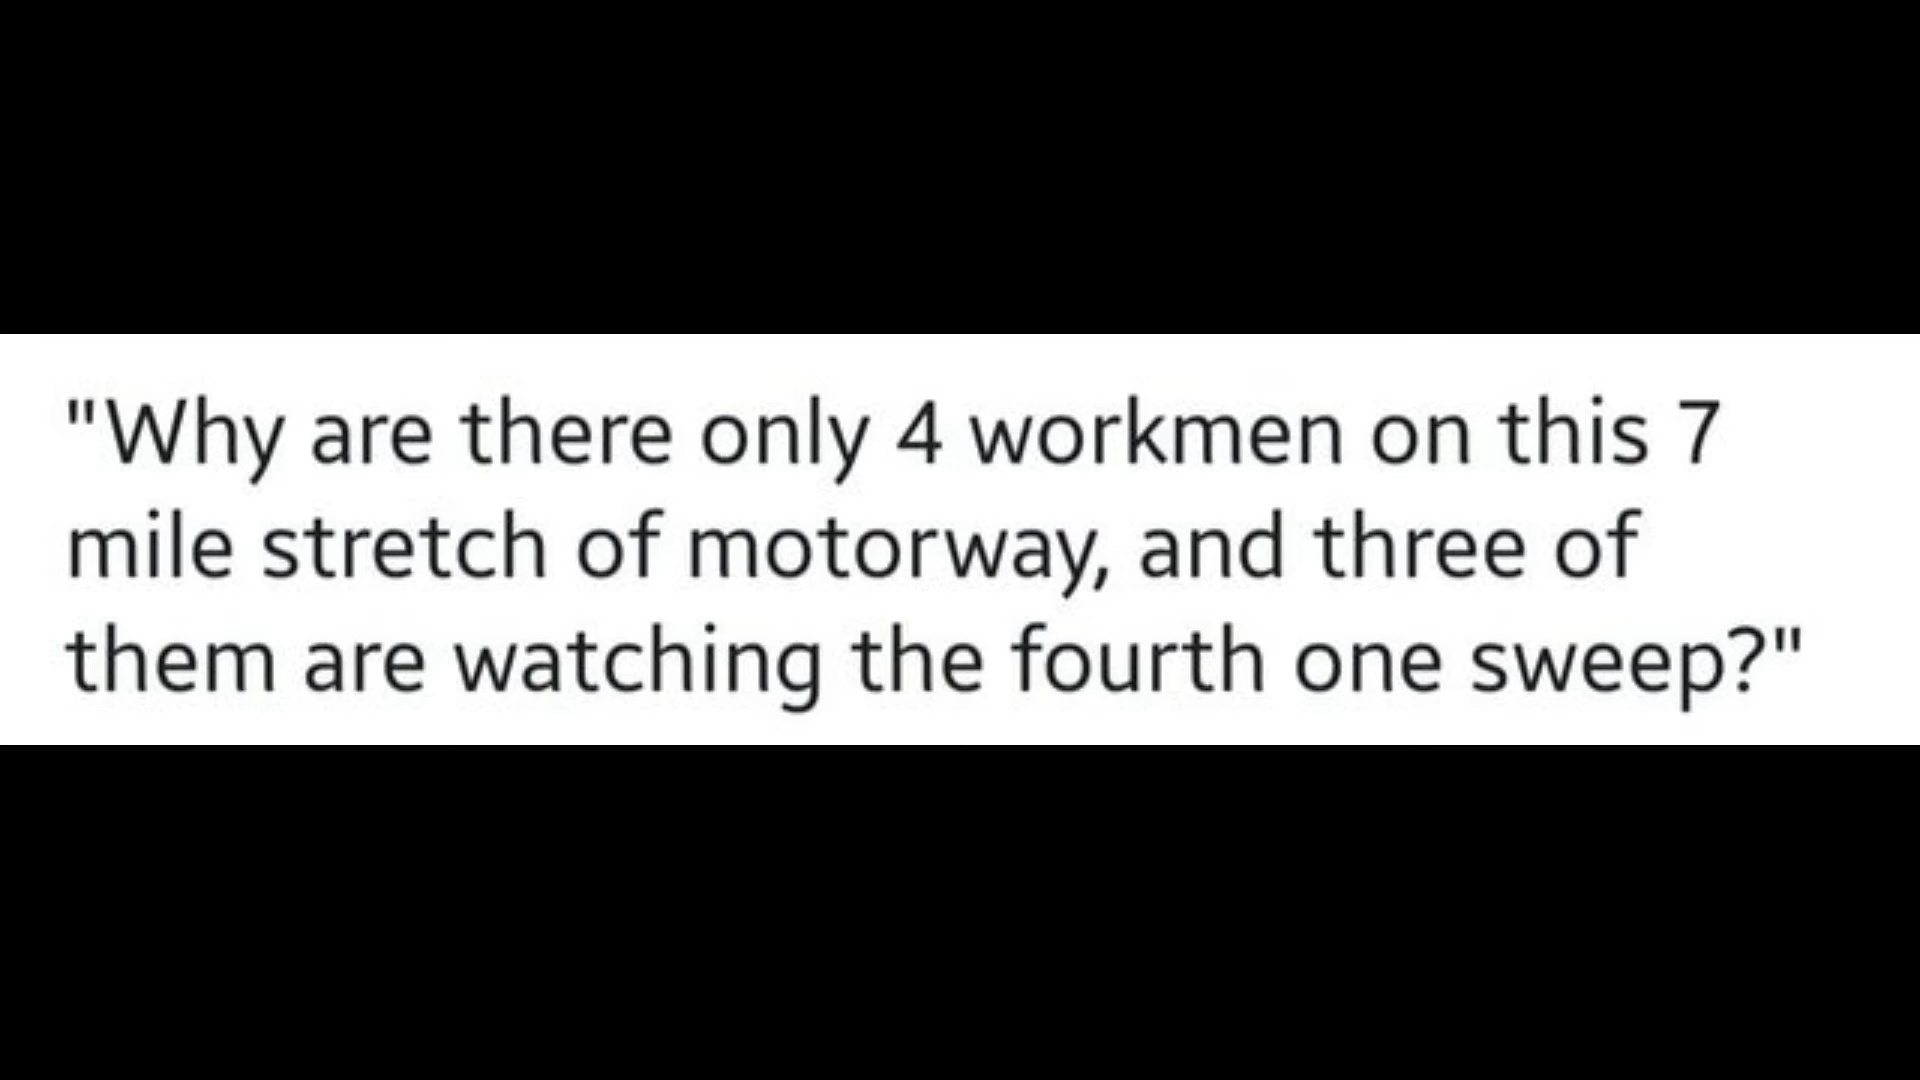 "Why are there only 4 workmen on this 7
mile stretch of motorway, and three of
them are watching the fourth one sweep?"